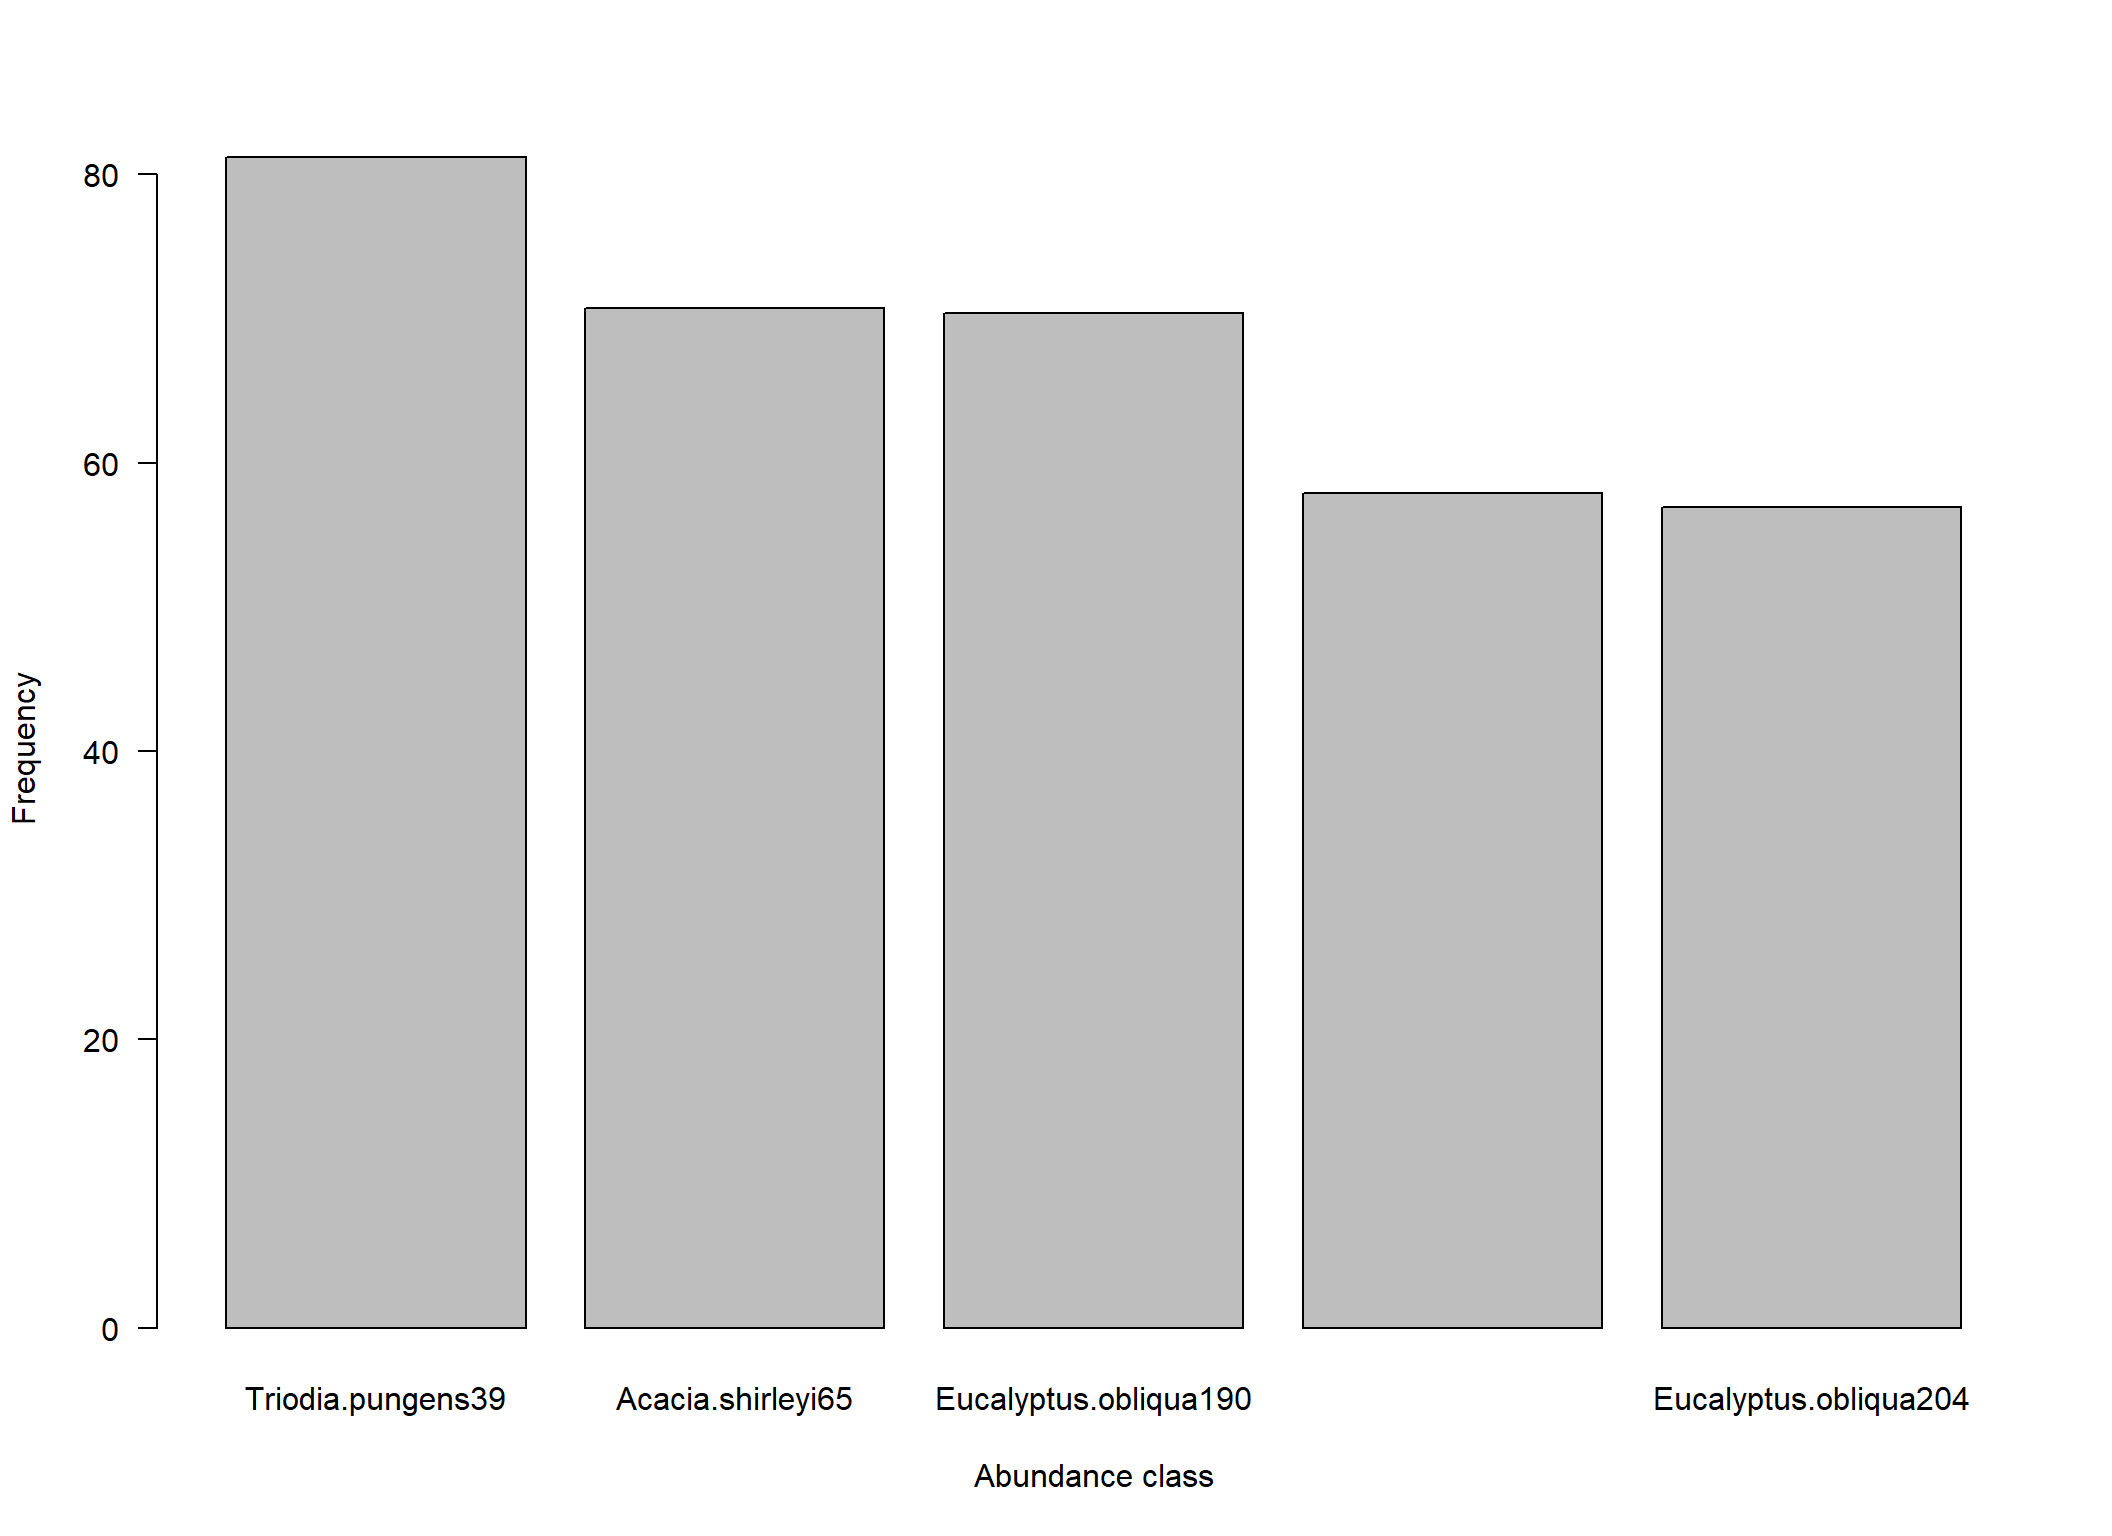 80
60
40
20
0
Frequency
Triodia.pungens39
Acacia.shirleyi65
Eucalyptus.obliqua190
Eucalyptus.obliqua204
Abundance class